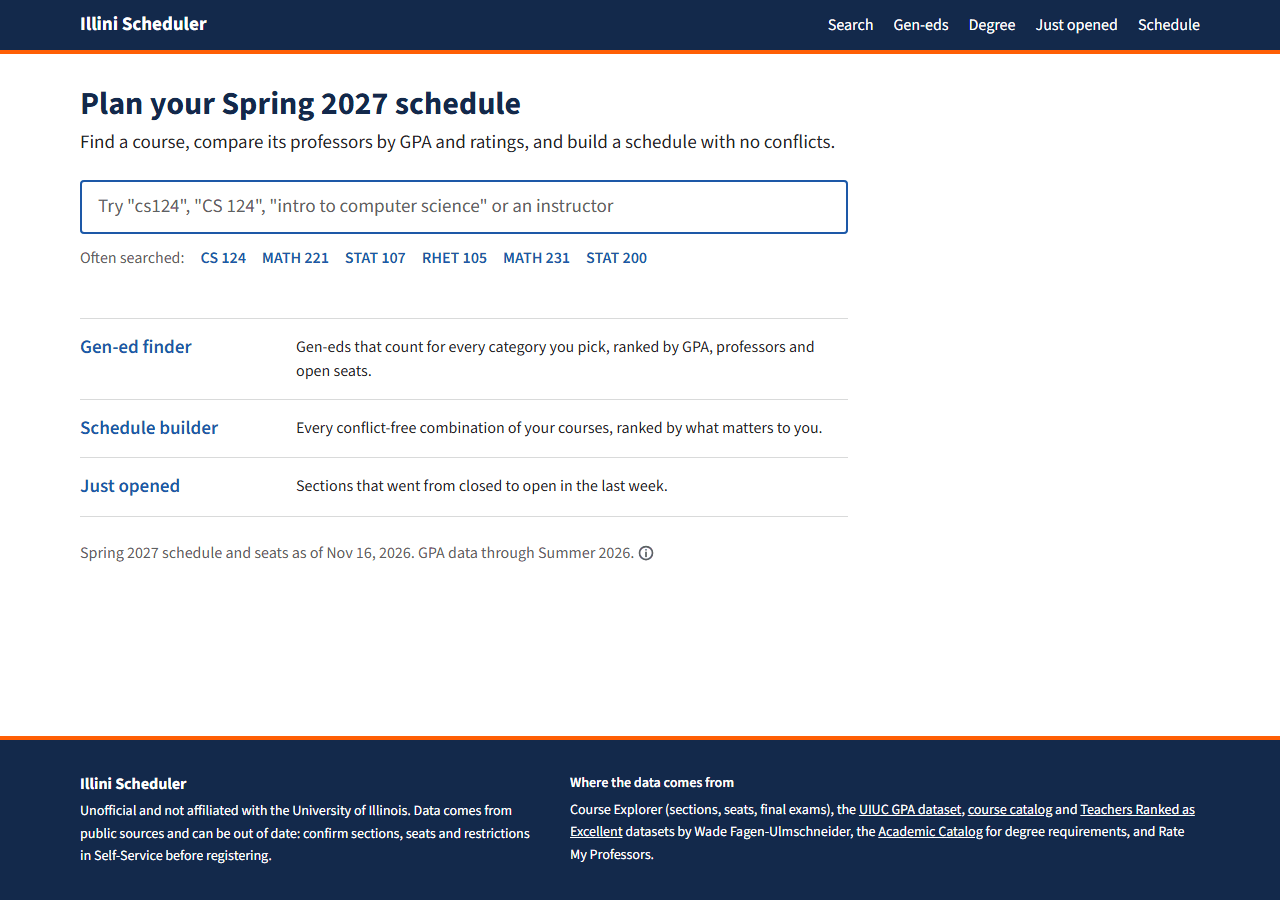 Illini Scheduler
Search Gen-eds Degree Just opened Schedule
Plan your Spring 2027 schedule
Find a course, compare its professors by GPA and ratings, and build a schedule with no conflicts.
Try "cs124", "CS 124", "intro to computer science" or an instructor
Often searched: CS 124 MATH 221 STAT 107 RHET 105 MATH 231 STAT 200
Gen-ed finder
Gen-eds that count for every category you pick, ranked by GPA, professors and
open seats.
Schedule builder
Every conflict-free combination of your courses, ranked by what matters to you.
Just opened
Sections that went from closed to open in the last week.
Spring 2027 schedule and seats as of Nov 16, 2026. GPA data through Summer 2026.
Illini Scheduler
Unofficial and not affiliated with the University of Illinois. Data comes from
public sources and can be out of date: confirm sections, seats and restrictions
in Self-Service before registering.
Where the data comes from
Course Explorer (sections, seats, final exams), the UIUC GPA dataset, course catalog and Teachers Ranked as
Excellent datasets by Wade Fagen-Ulmschneider, the Academic Catalog for degree requirements, and Rate
My Professors.